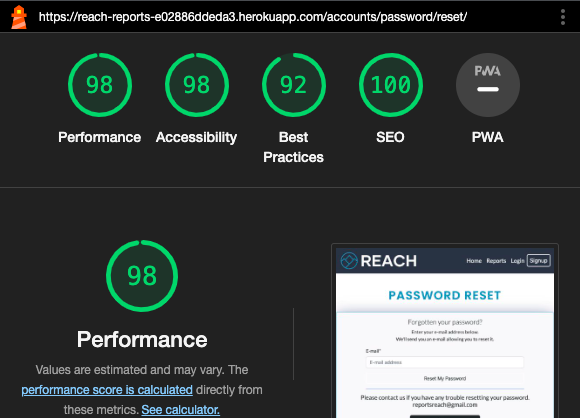 https://reach-reports-e02886ddeda3.herokuapp.com/accounts/password/reset/
98 98 92 100 PWA
Performance Accessibility Best Practices SEO PWA
98
Performance
Values are estimated and may vary. The
performance score is calculated directly from
these metrics. See calculator.
REACH Home Reports Login Signup
PASSWORD RESET
Forgotten your password?
Enter your e-mail address below.
We'll send you an e-mail allowing you to reset it.
E-mail*
E-mail address
Reset My Password
Please contact us if you have any trouble resetting your password.
reportsreach@gmail.com